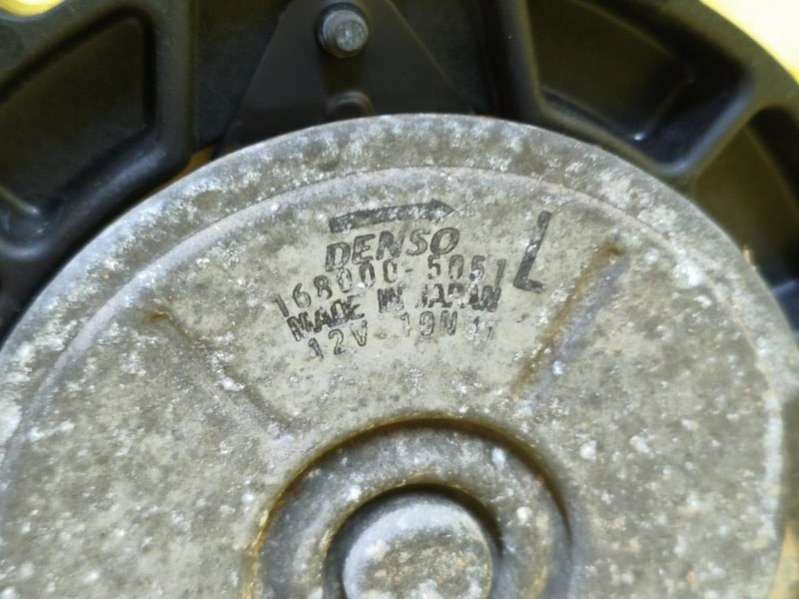 DENSO
168000-5051
L
MADE IN JAPAN
12V